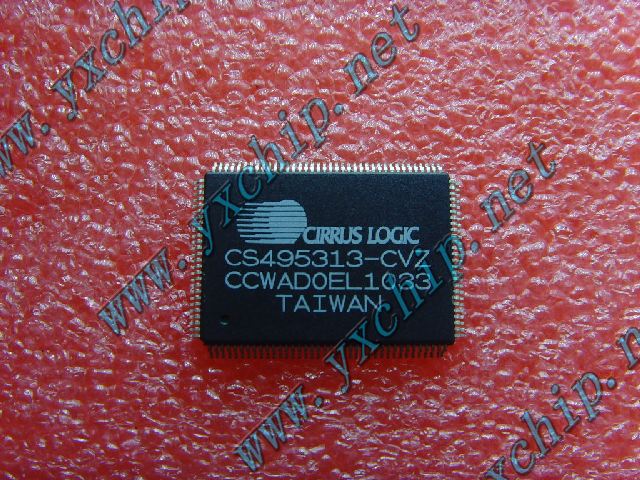 www.yxchip.net
www.yxchip.net
CIRRUS LOGIC
CS495313-CVZ
CCWAD0EL1033
TAIWAN
www.yxchip.net
www.yxchip.net